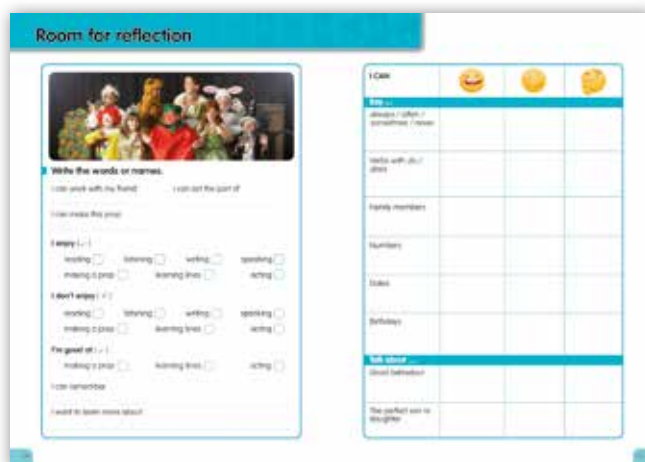 Room for reflection
Write the words or names.
I can work with my friend
I can act the part of
I can make this prop
I enjoy (✓)
reading listening writing speaking
making a prop learning lines acting
I don't enjoy (✓)
reading listening writing speaking
making a prop learning lines acting
I'm good at (✓)
making a prop learning lines acting
I can remember
I want to learn more about
I CAN
Say ...
always / often /
sometimes / never
Verbs with do /
does
Family members
Numbers
Dates
Birthdays
Talk about ...
Good behaviour
The perfect son or
daughter